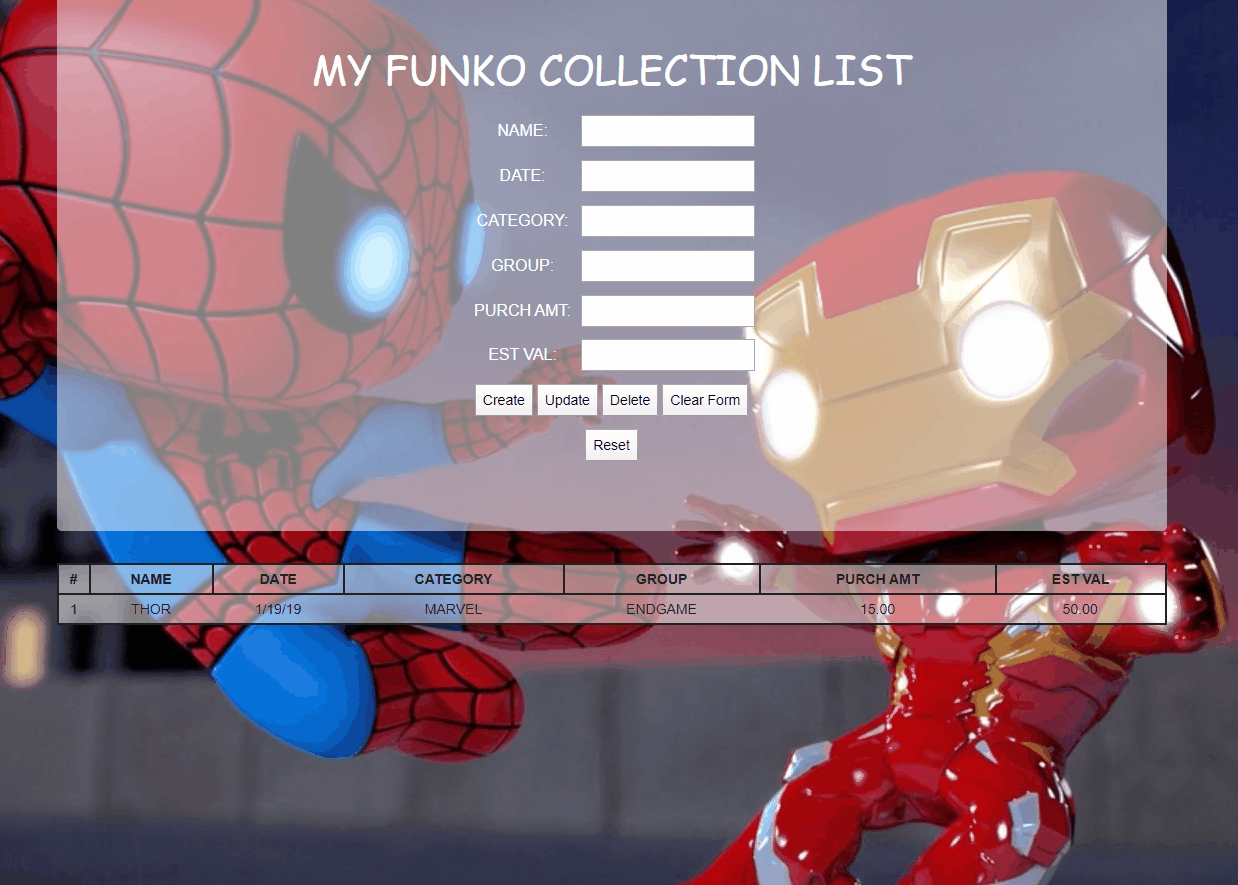 MY FUNKO COLLECTION LIST
NAME:
DATE:
CATEGORY:
GROUP:
PURCH AMT:
EST VAL:
Create Update Delete Clear Form
Reset
# NAME DATE CATEGORY GROUP PURCH AMT EST VAL
1 THOR 1/19/19 MARVEL ENDGAME 15.00 50.00